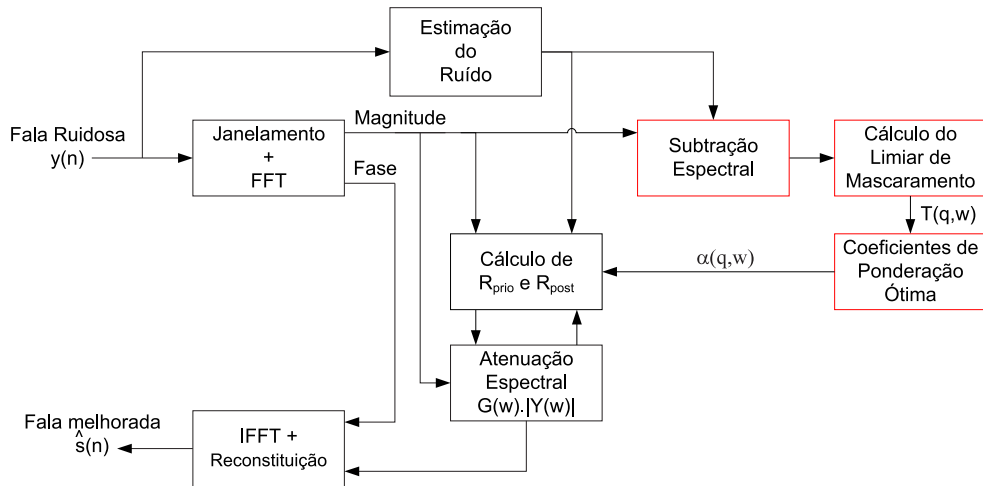 Estimação
do
Ruído
Magnitude
Fala Ruidosa
y(n)
Janelamento
+
FFT
Fase
Subtração
Espectral
Cálculo do
Limiar de
Mascaramento
T(q,w)
Cálculo de
Rprio e Rpost
α(q,w)
Coeficientes de
Ponderação
Ótima
Atenuação
Espectral
G(w).|Y(w)|
Fala melhorada
ŝ(n)
IFFT +
Reconstituição